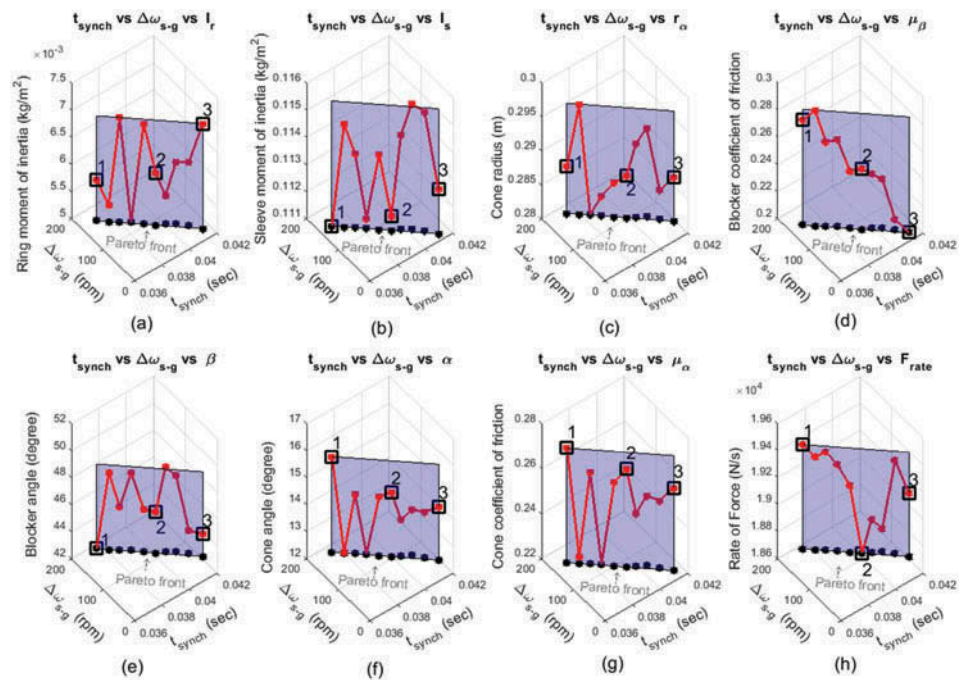 t_synch vs Δω_s-g vs I_r
× 10⁻³
Ring moment of inertia (kg/m²)
7.5
7
6.5
6
5.5
5
200
100
0
Δω_s-g (rpm)
0.036
0.038
0.04
0.042
t_synch (sec)
Pareto front
1
2
3
(a)
t_synch vs Δω_s-g vs I_s
Sleeve moment of inertia (kg/m²)
0.116
0.115
0.114
0.113
0.112
0.111
0.1
200
100
0
Δω_s-g (rpm)
0.036
0.038
0.04
0.042
t_synch (sec)
Pareto front
1
2
3
(b)
t_synch vs Δω_s-g vs r_α
Cone radius (m)
0.3
0.295
0.29
0.285
0.28
200
100
0
Δω_s-g (rpm)
0.036
0.038
0.04
0.042
t_synch (sec)
Pareto front
1
2
3
(c)
t_synch vs Δω_s-g vs μ_β
Blocker coefficient of friction
0.3
0.28
0.26
0.24
0.22
0.2
200
100
0
Δω_s-g (rpm)
0.036
0.038
0.04
0.042
t_synch (sec)
Pareto front
1
2
3
(d)
t_synch vs Δω_s-g vs β
Blocker angle (degree)
52
50
48
46
44
42
200
100
0
Δω_s-g (rpm)
0.036
0.038
0.04
0.042
t_synch (sec)
Pareto front
1
2
3
(e)
t_synch vs Δω_s-g vs α
Cone angle (degree)
17
16
15
14
13
12
200
100
0
Δω_s-g (rpm)
0.036
0.038
0.04
0.042
t_synch (sec)
Pareto front
1
2
3
(f)
t_synch vs Δω_s-g vs μ_α
Cone coefficient of friction
0.28
0.26
0.24
0.22
200
100
0
Δω_s-g (rpm)
0.036
0.038
0.04
0.042
t_synch (sec)
Pareto front
1
2
3
(g)
t_synch vs Δω_s-g vs F_rate
× 10⁴
Rate of Force (N/s)
1.96
1.94
1.92
1.9
1.88
1.86
200
100
0
Δω_s-g (rpm)
0.036
0.038
0.04
0.042
t_synch (sec)
Pareto front
1
2
3
(h)